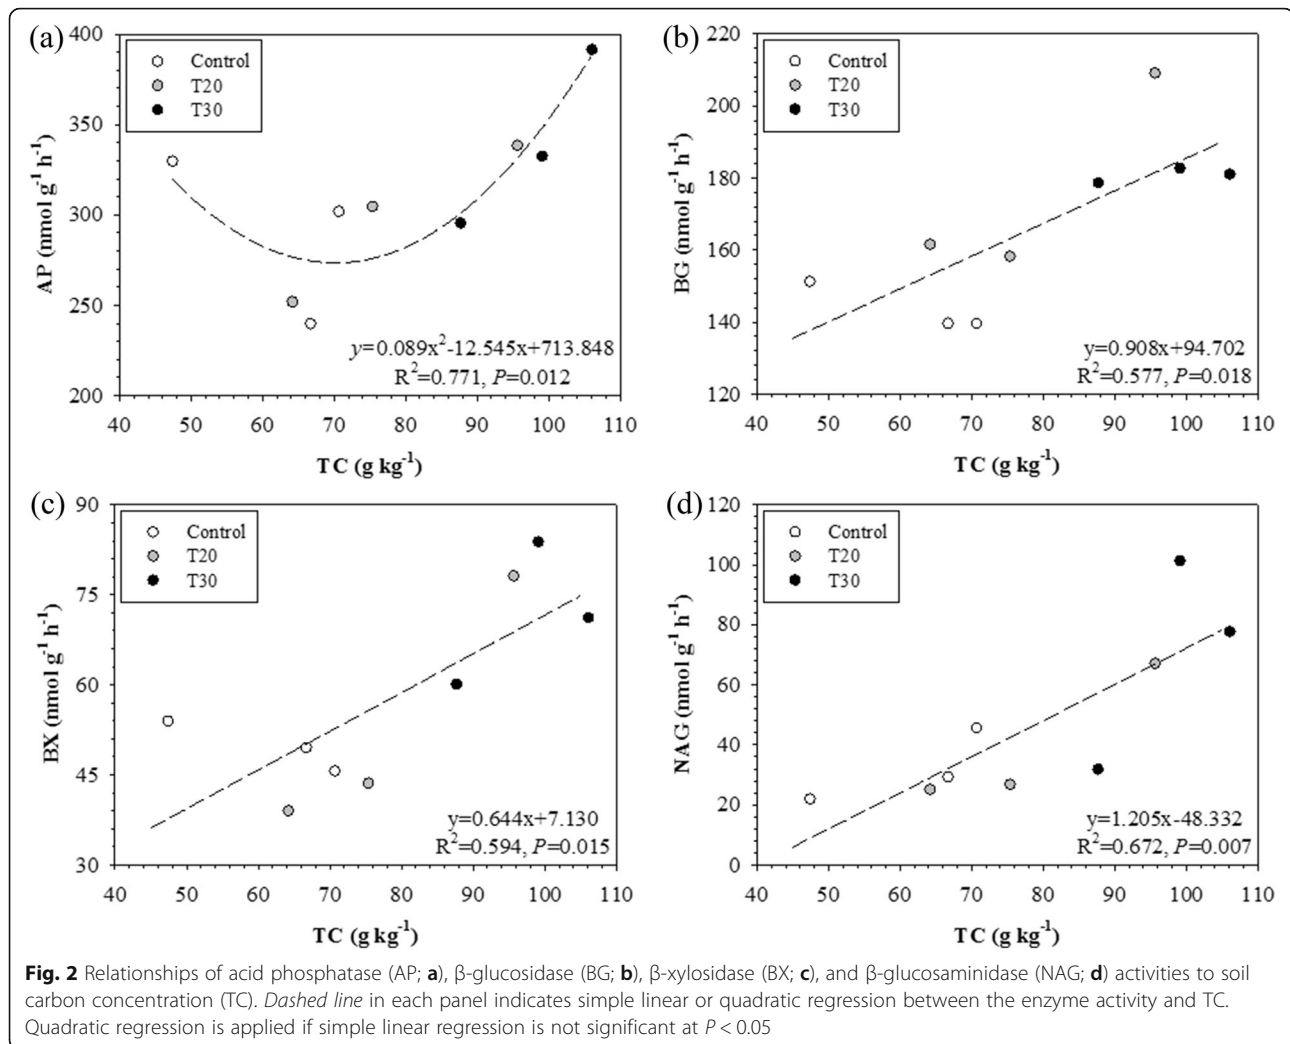 (a)
400
350
300
250
200
AP (nmol g⁻¹ h⁻¹)
Control
T20
T30
y=0.089x²-12.545x+713.848
R²=0.771, P=0.012
40 50 60 70 80 90 100 110
TC (g kg⁻¹)
(b)
220
200
180
160
140
120
BG (nmol g⁻¹ h⁻¹)
Control
T20
T30
y=0.908x+94.702
R²=0.577, P=0.018
40 50 60 70 80 90 100 110
TC (g kg⁻¹)
(c)
90
75
60
45
30
BX (nmol g⁻¹ h⁻¹)
Control
T20
T30
y=0.644x+7.130
R²=0.594, P=0.015
40 50 60 70 80 90 100 110
TC (g kg⁻¹)
(d)
120
100
80
60
40
20
0
NAG (nmol g⁻¹ h⁻¹)
Control
T20
T30
y=1.205x-48.332
R²=0.672, P=0.007
40 50 60 70 80 90 100 110
TC (g kg⁻¹)
Fig. 2 Relationships of acid phosphatase (AP; a), β-glucosidase (BG; b), β-xylosidase (BX; c), and β-glucosaminidase (NAG; d) activities to soil
carbon concentration (TC). Dashed line in each panel indicates simple linear or quadratic regression between the enzyme activity and TC.
Quadratic regression is applied if simple linear regression is not significant at P < 0.05